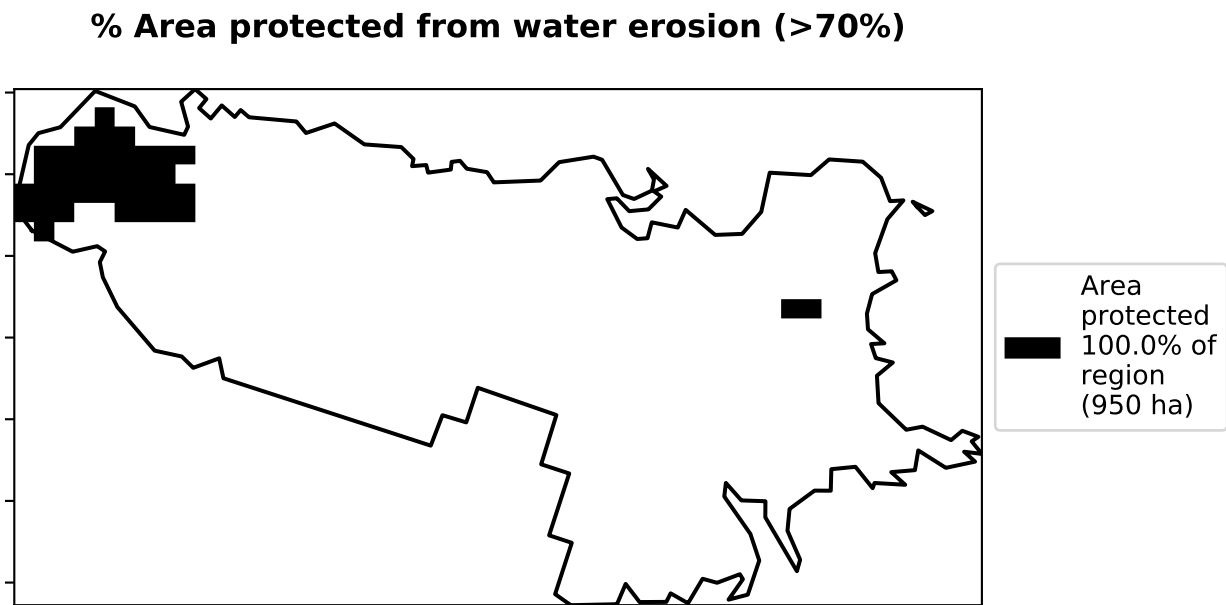 % Area protected from water erosion (>70%)
Area
protected
100.0% of
region
(950 ha)